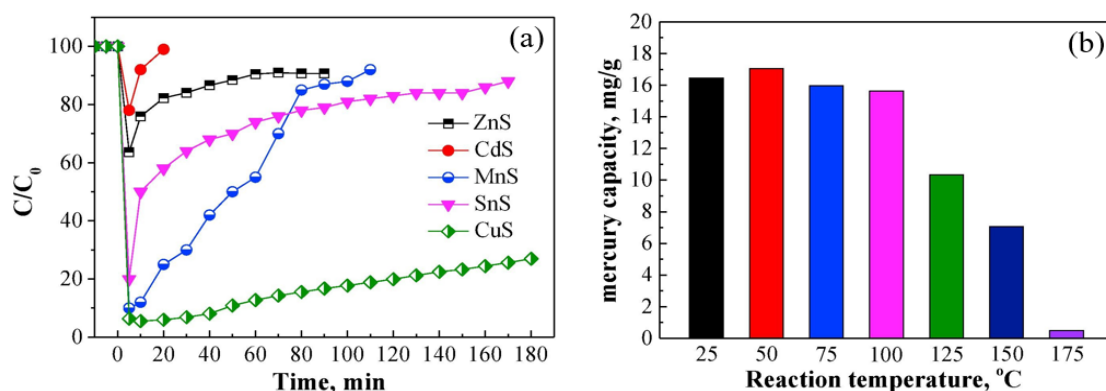 (a)
C/C₀
100
80
60
40
20
0
ZnS
CdS
MnS
SnS
CuS
0 20 40 60 80 100 120 140 160 180
Time, min
(b)
mercury capacity, mg/g
20
18
16
14
12
10
8
6
4
2
0
25 50 75 100 125 150 175
Reaction temperature, °C